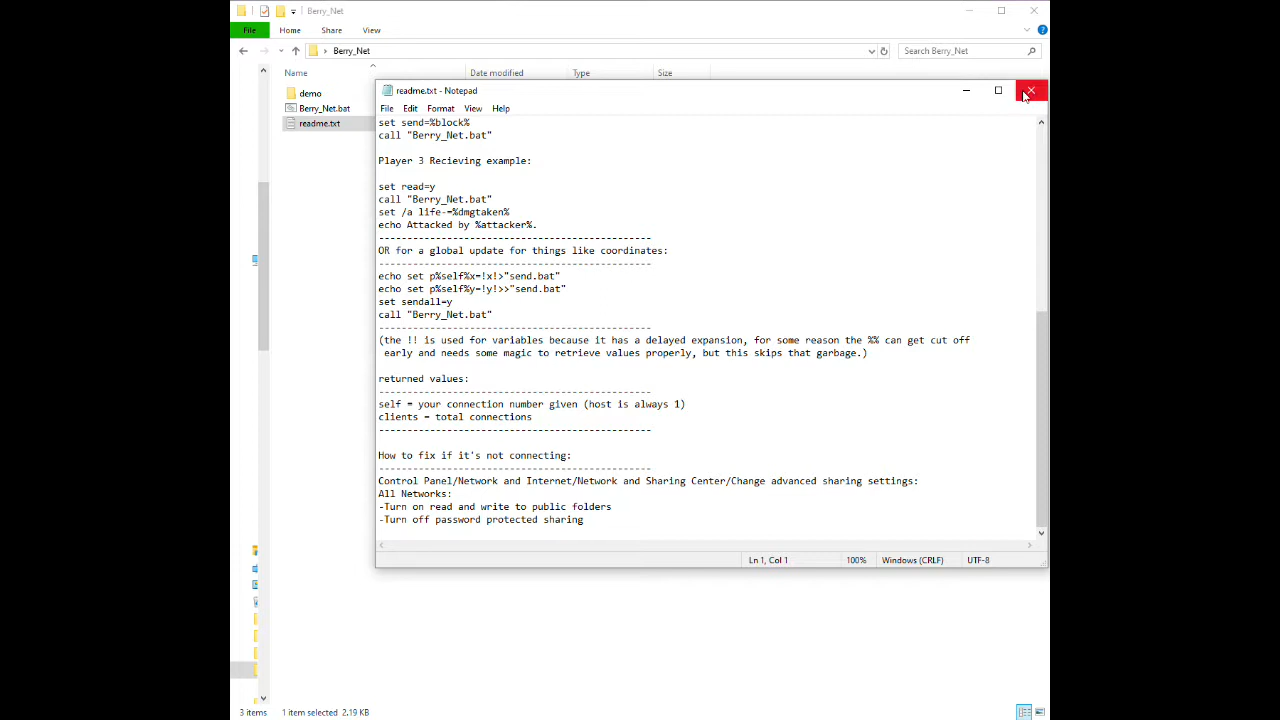 Berry_Net
File Home Share View
Berry_Net
Search Berry_Net
Name Date modified Type Size
demo
Berry_Net.bat
readme.txt
readme.txt - Notepad
File Edit Format View Help
set send=%block%
call "Berry_Net.bat"
Player 3 Recieving example:
set read=y
call "Berry_Net.bat"
set /a life-=%dmgtaken%
echo Attacked by %attacker%.
------------------------------------------------
OR for a global update for things like coordinates:
------------------------------------------------
echo set p%self%x=!x!>"send.bat"
echo set p%self%y=!y!>>"send.bat"
set sendall=y
call "Berry_Net.bat"
------------------------------------------------
(the !! is used for variables because it has a delayed expansion, for some reason the %% can get cut off
early and needs some magic to retrieve values properly, but this skips that garbage.)
returned values:
------------------------------------------------
self = your connection number given (host is always 1)
clients = total connections
------------------------------------------------
How to fix if it's not connecting:
------------------------------------------------
Control Panel/Network and Internet/Network and Sharing Center/Change advanced sharing settings:
All Networks:
-Turn on read and write to public folders
-Turn off password protected sharing
Ln 1, Col 1 100% Windows (CRLF) UTF-8
3 items 1 item selected 2.19 KB